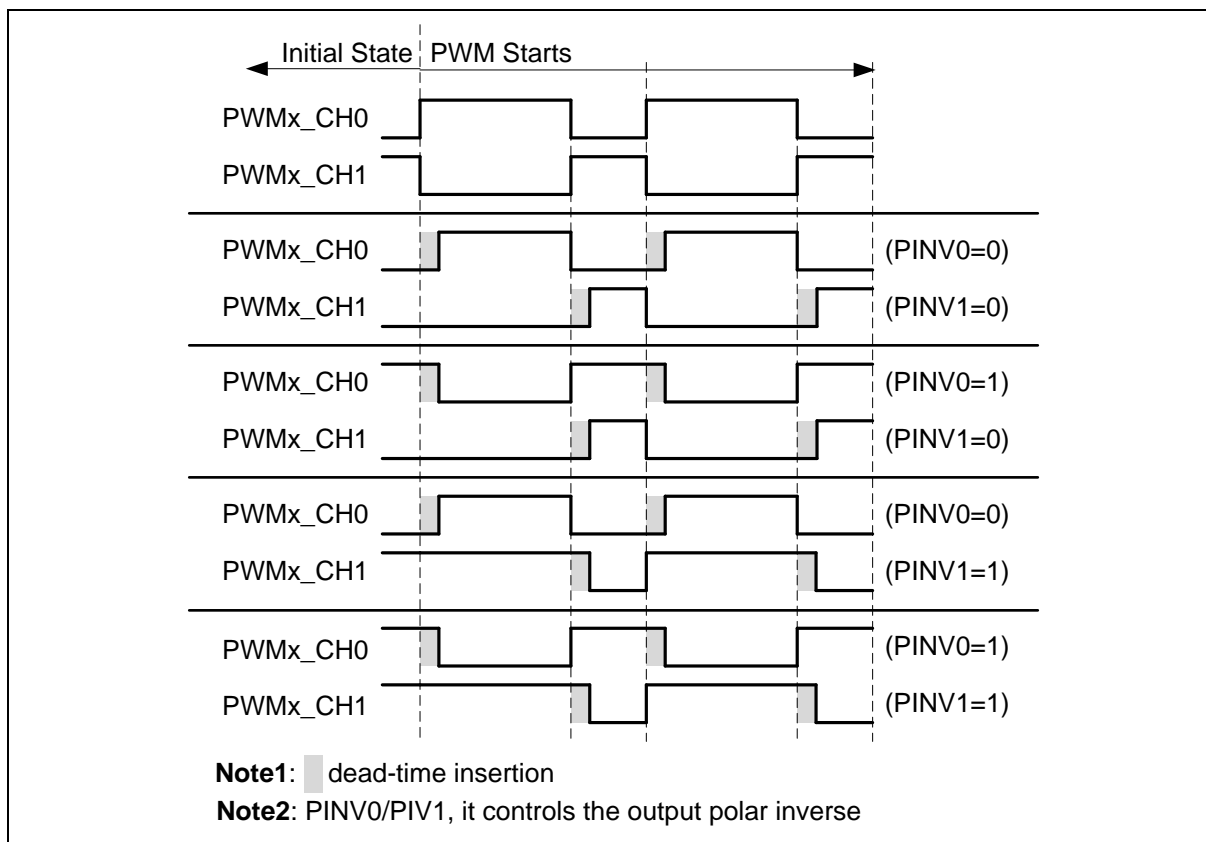 Initial State PWM Starts
PWMx_CH0
PWMx_CH1
PWMx_CH0 (PINV0=0)
PWMx_CH1 (PINV1=0)
PWMx_CH0 (PINV0=1)
PWMx_CH1 (PINV1=0)
PWMx_CH0 (PINV0=0)
PWMx_CH1 (PINV1=1)
PWMx_CH0 (PINV0=1)
PWMx_CH1 (PINV1=1)
Note1: dead-time insertion
Note2: PINV0/PIV1, it controls the output polar inverse